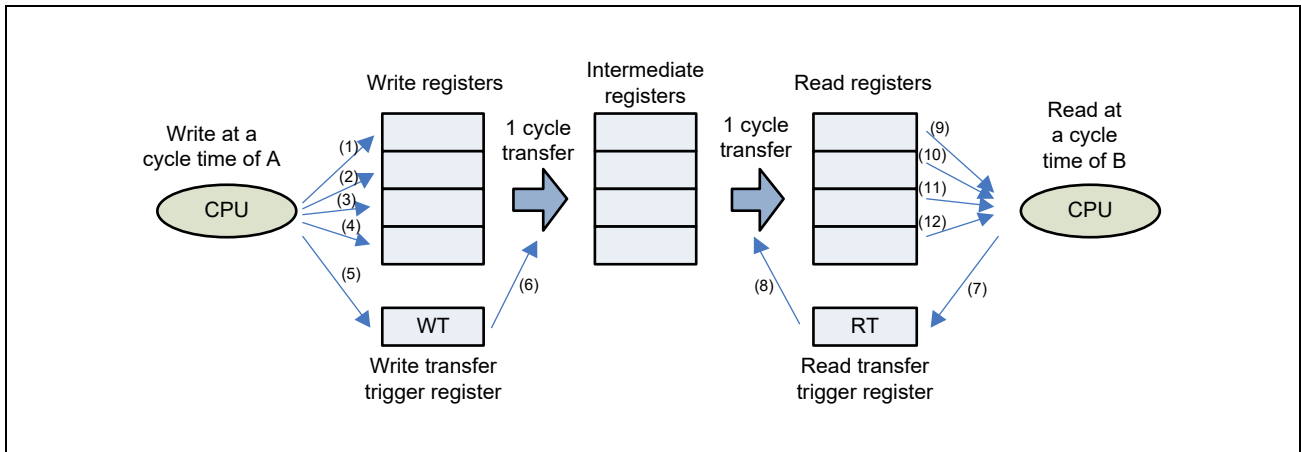 Write at a
cycle time of A
CPU
(1)
(2)
(3)
(4)
(5)
Write registers
WT
Write transfer
trigger register
1 cycle
transfer
(6)
Intermediate
registers
1 cycle
transfer
(8)
Read registers
RT
Read transfer
trigger register
(9)
(10)
(11)
(12)
(7)
Read at
a cycle
time of B
CPU